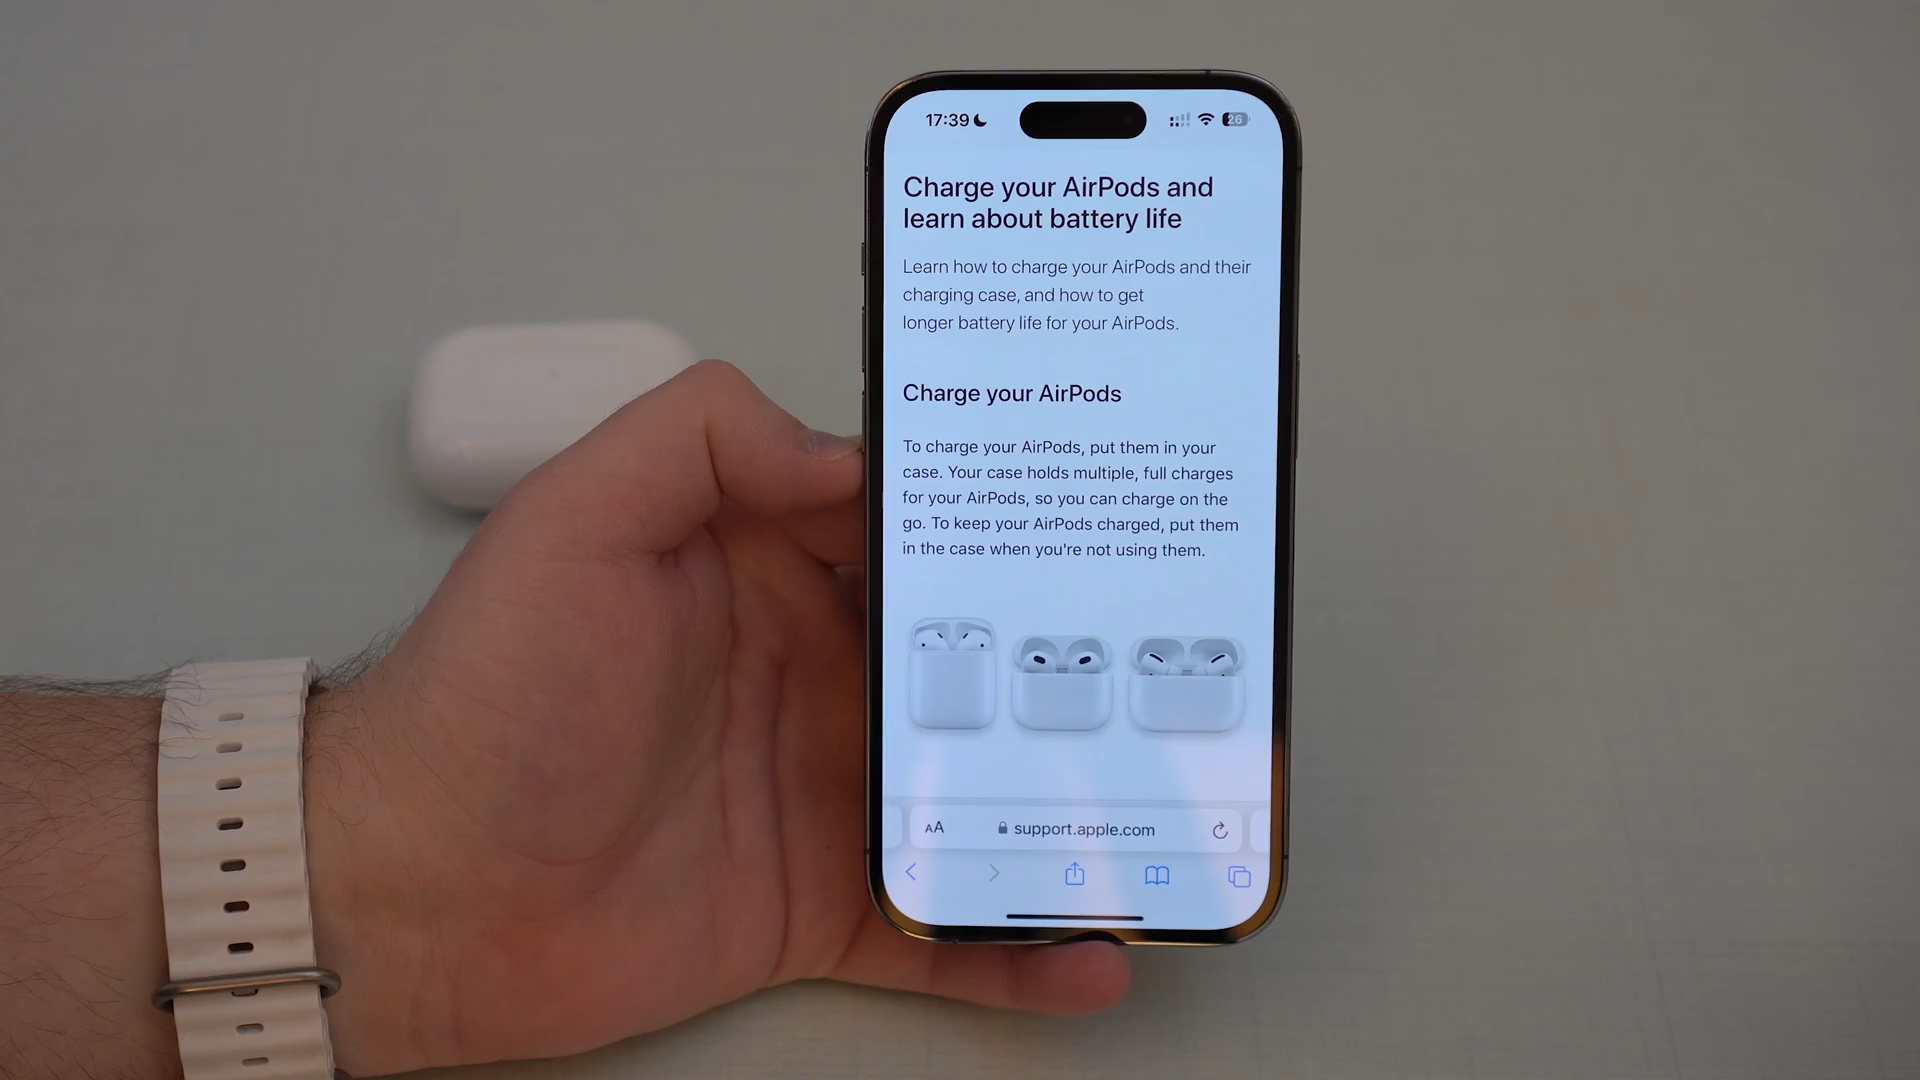 17:39
26
Charge your AirPods and
learn about battery life
Learn how to charge your AirPods and their
charging case, and how to get
longer battery life for your AirPods.
Charge your AirPods
To charge your AirPods, put them in your
case. Your case holds multiple, full charges
for your AirPods, so you can charge on the
go. To keep your AirPods charged, put them
in the case when you're not using them.
AA support.apple.com